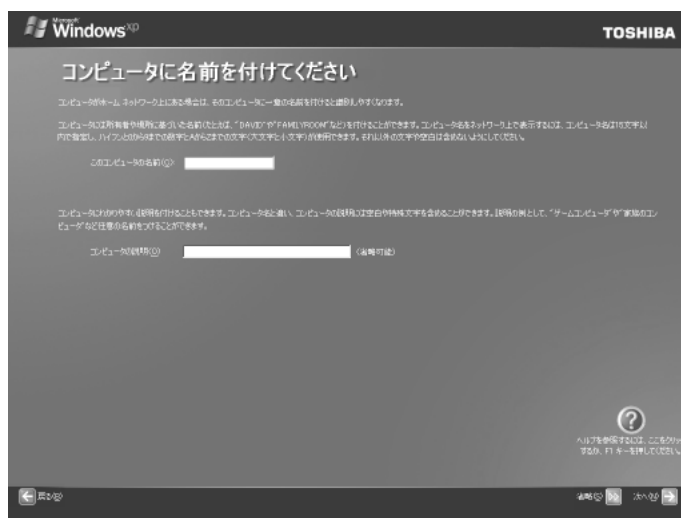 Microsoft
Windows xp
TOSHIBA
コンピュータに名前を付けてください
コンピュータがホーム ネットワーク上にある場合は、そのコンピュータに一意の名前を付けると識別しやすくなります。
コンピュータには所有者や場所に基づいた名前(たとえば、"DAVID"や"FAMILYROOM"など)を付けることができます。コンピュータ名をネットワーク上で表示するには、コンピュータ名は15文字以
内で指定し、ハイフンと0から9までの数字とAからZまでの文字(大文字と小文字)が使用できます。それ以外の文字や空白は含めないようにしてください。
このコンピュータの名前(C):
コンピュータにわかりやすい説明を付けることもできます。コンピュータ名と違い、コンピュータの説明には空白や特殊文字を含めることができます。説明の例として、"ゲームコンピュータ"や"家族のコン
ピュータ"など任意の名前をつけることができます。
コンピュータの説明(O):
(省略可能)
ヘルプを参照するには、ここをクリッ
するか、F1 キーを押してください
戻る(B)
省略(S)
次へ(N)